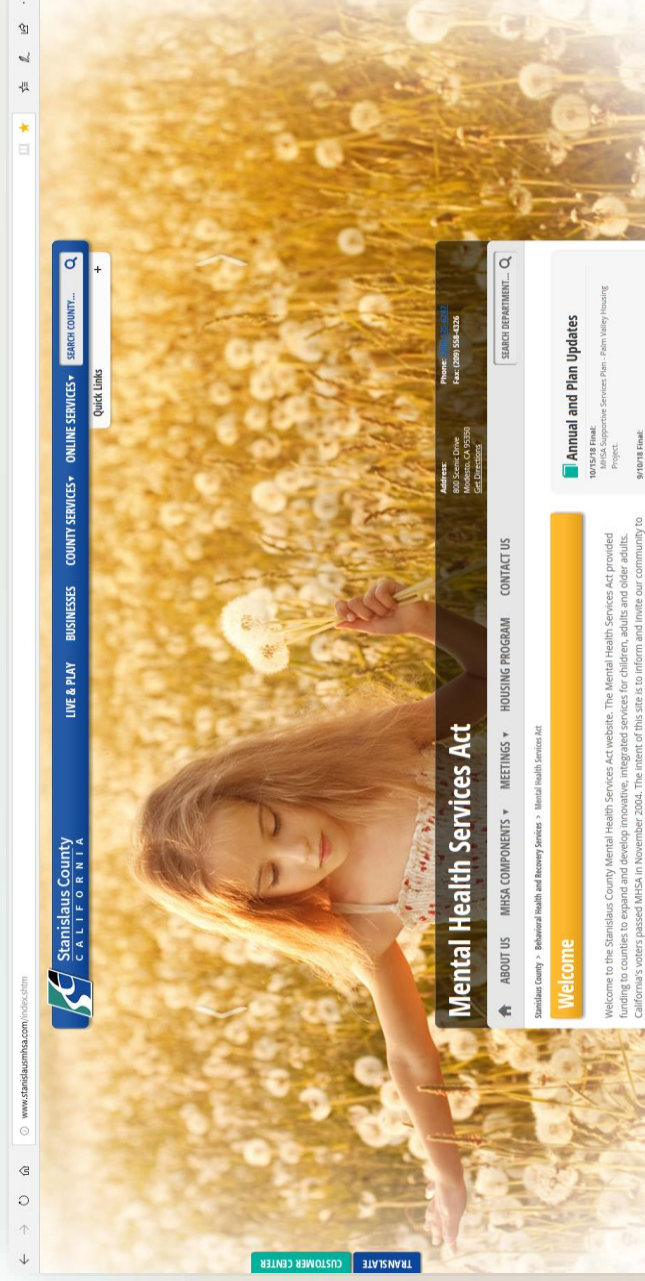 www.stanislausmhsa.com/index.shtm
Stanislaus County
CALIFORNIA
LIVE & PLAY
BUSINESSES
COUNTY SERVICES
ONLINE SERVICES
SEARCH COUNTY...
Quick Links +
CUSTOMER CENTER
TRANSLATE
Mental Health Services Act
Address:
800 Scenic Drive
Modesto, CA 95350
Get Directions
Phone:
Fax: (209) 558-4326
ABOUT US
MHSA COMPONENTS
MEETINGS
HOUSING PROGRAM
CONTACT US
SEARCH DEPARTMENT...
Stanislaus County > Behavioral Health and Recovery Services > Mental Health Services Act
Welcome
Welcome to the Stanislaus County Mental Health Services Act website. The Mental Health Services Act provided
funding to counties to expand and develop innovative, integrated services for children, adults and older adults.
California's voters passed MHSA in November 2004. The intent of this site is to inform and invite our community to
Annual and Plan Updates
10/15/18 Final:
MHSA Supportive Services Plan - Palm Valley Housing
Project.
9/10/18 Final: